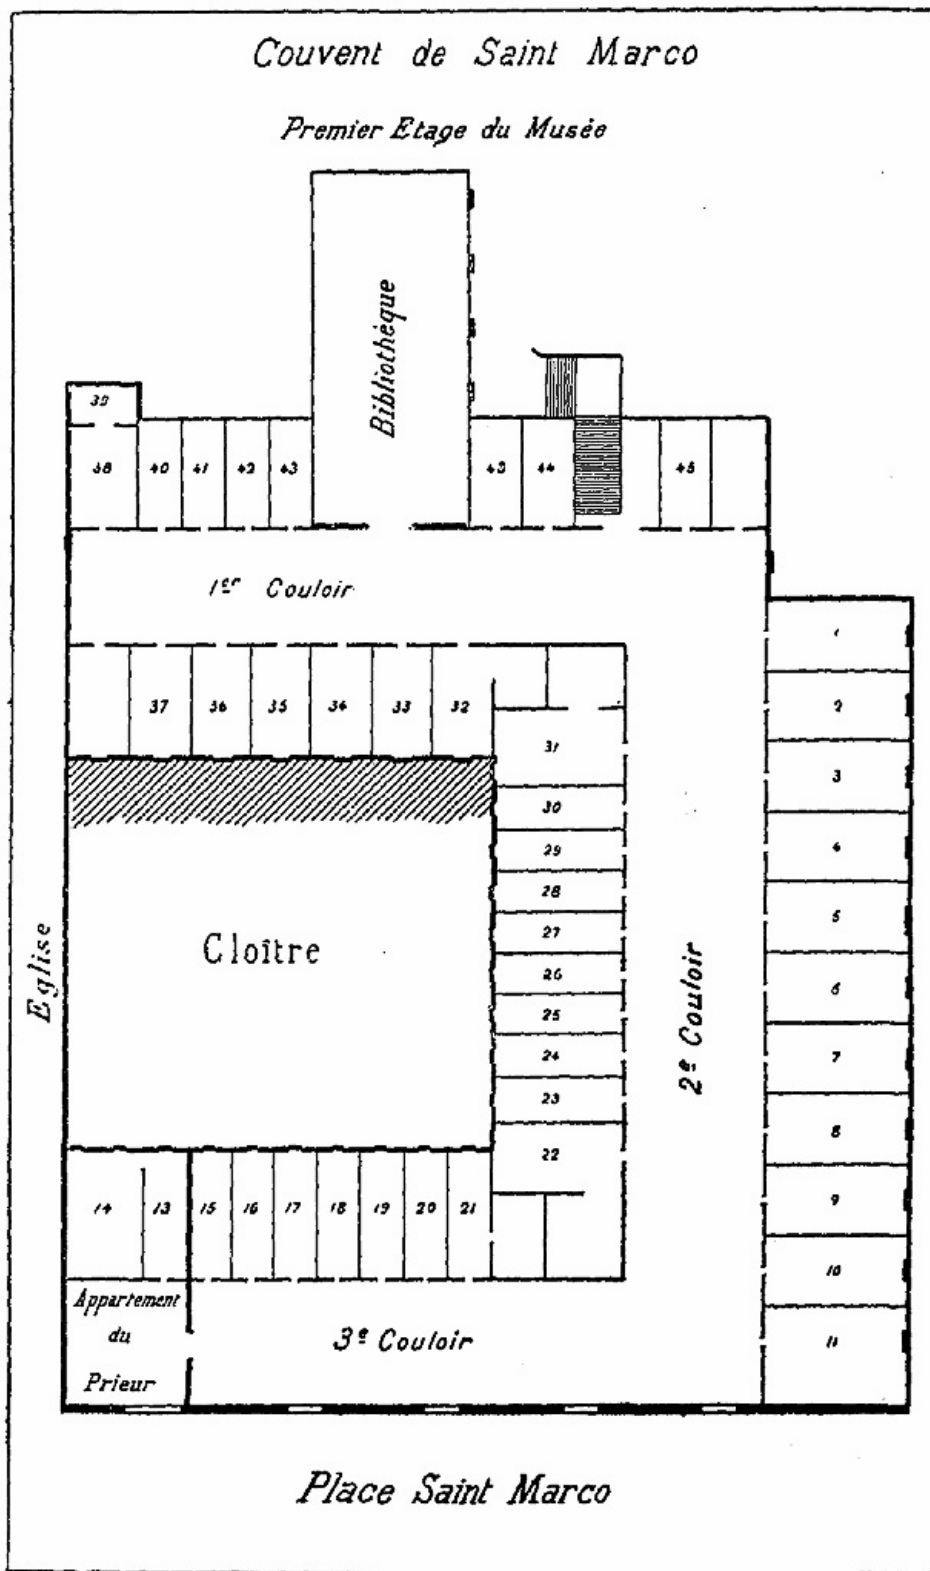 Couvent de Saint Marco
Premier Etage du Musée
Bibliothèque
39
38 40 41 42 43
43 44 45
1er Couloir
1
2
3
4
5
6
7
8
9
10
11
37 36 35 34 33 32
31
30
29
28
27
26
25
24
23
22
Cloître
Eglise
2e Couloir
14 13 15 16 17 18 19 20 21
Appartement
du
Prieur
3e Couloir
Place Saint Marco